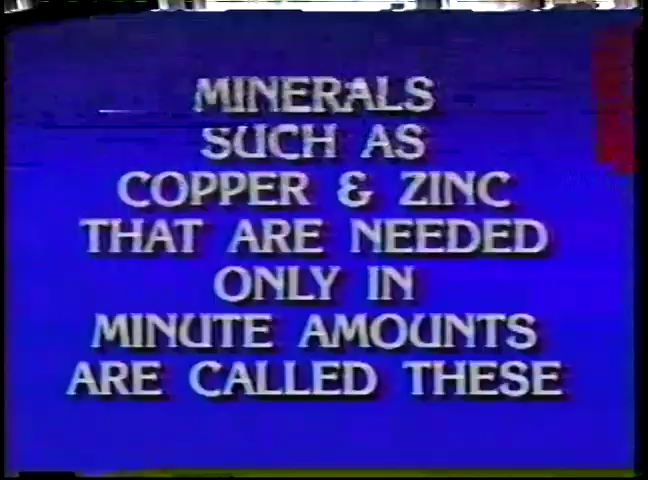 MINERALS
SUCH AS
COPPER & ZINC
THAT ARE NEEDED
ONLY IN
MINUTE AMOUNTS
ARE CALLED THESE